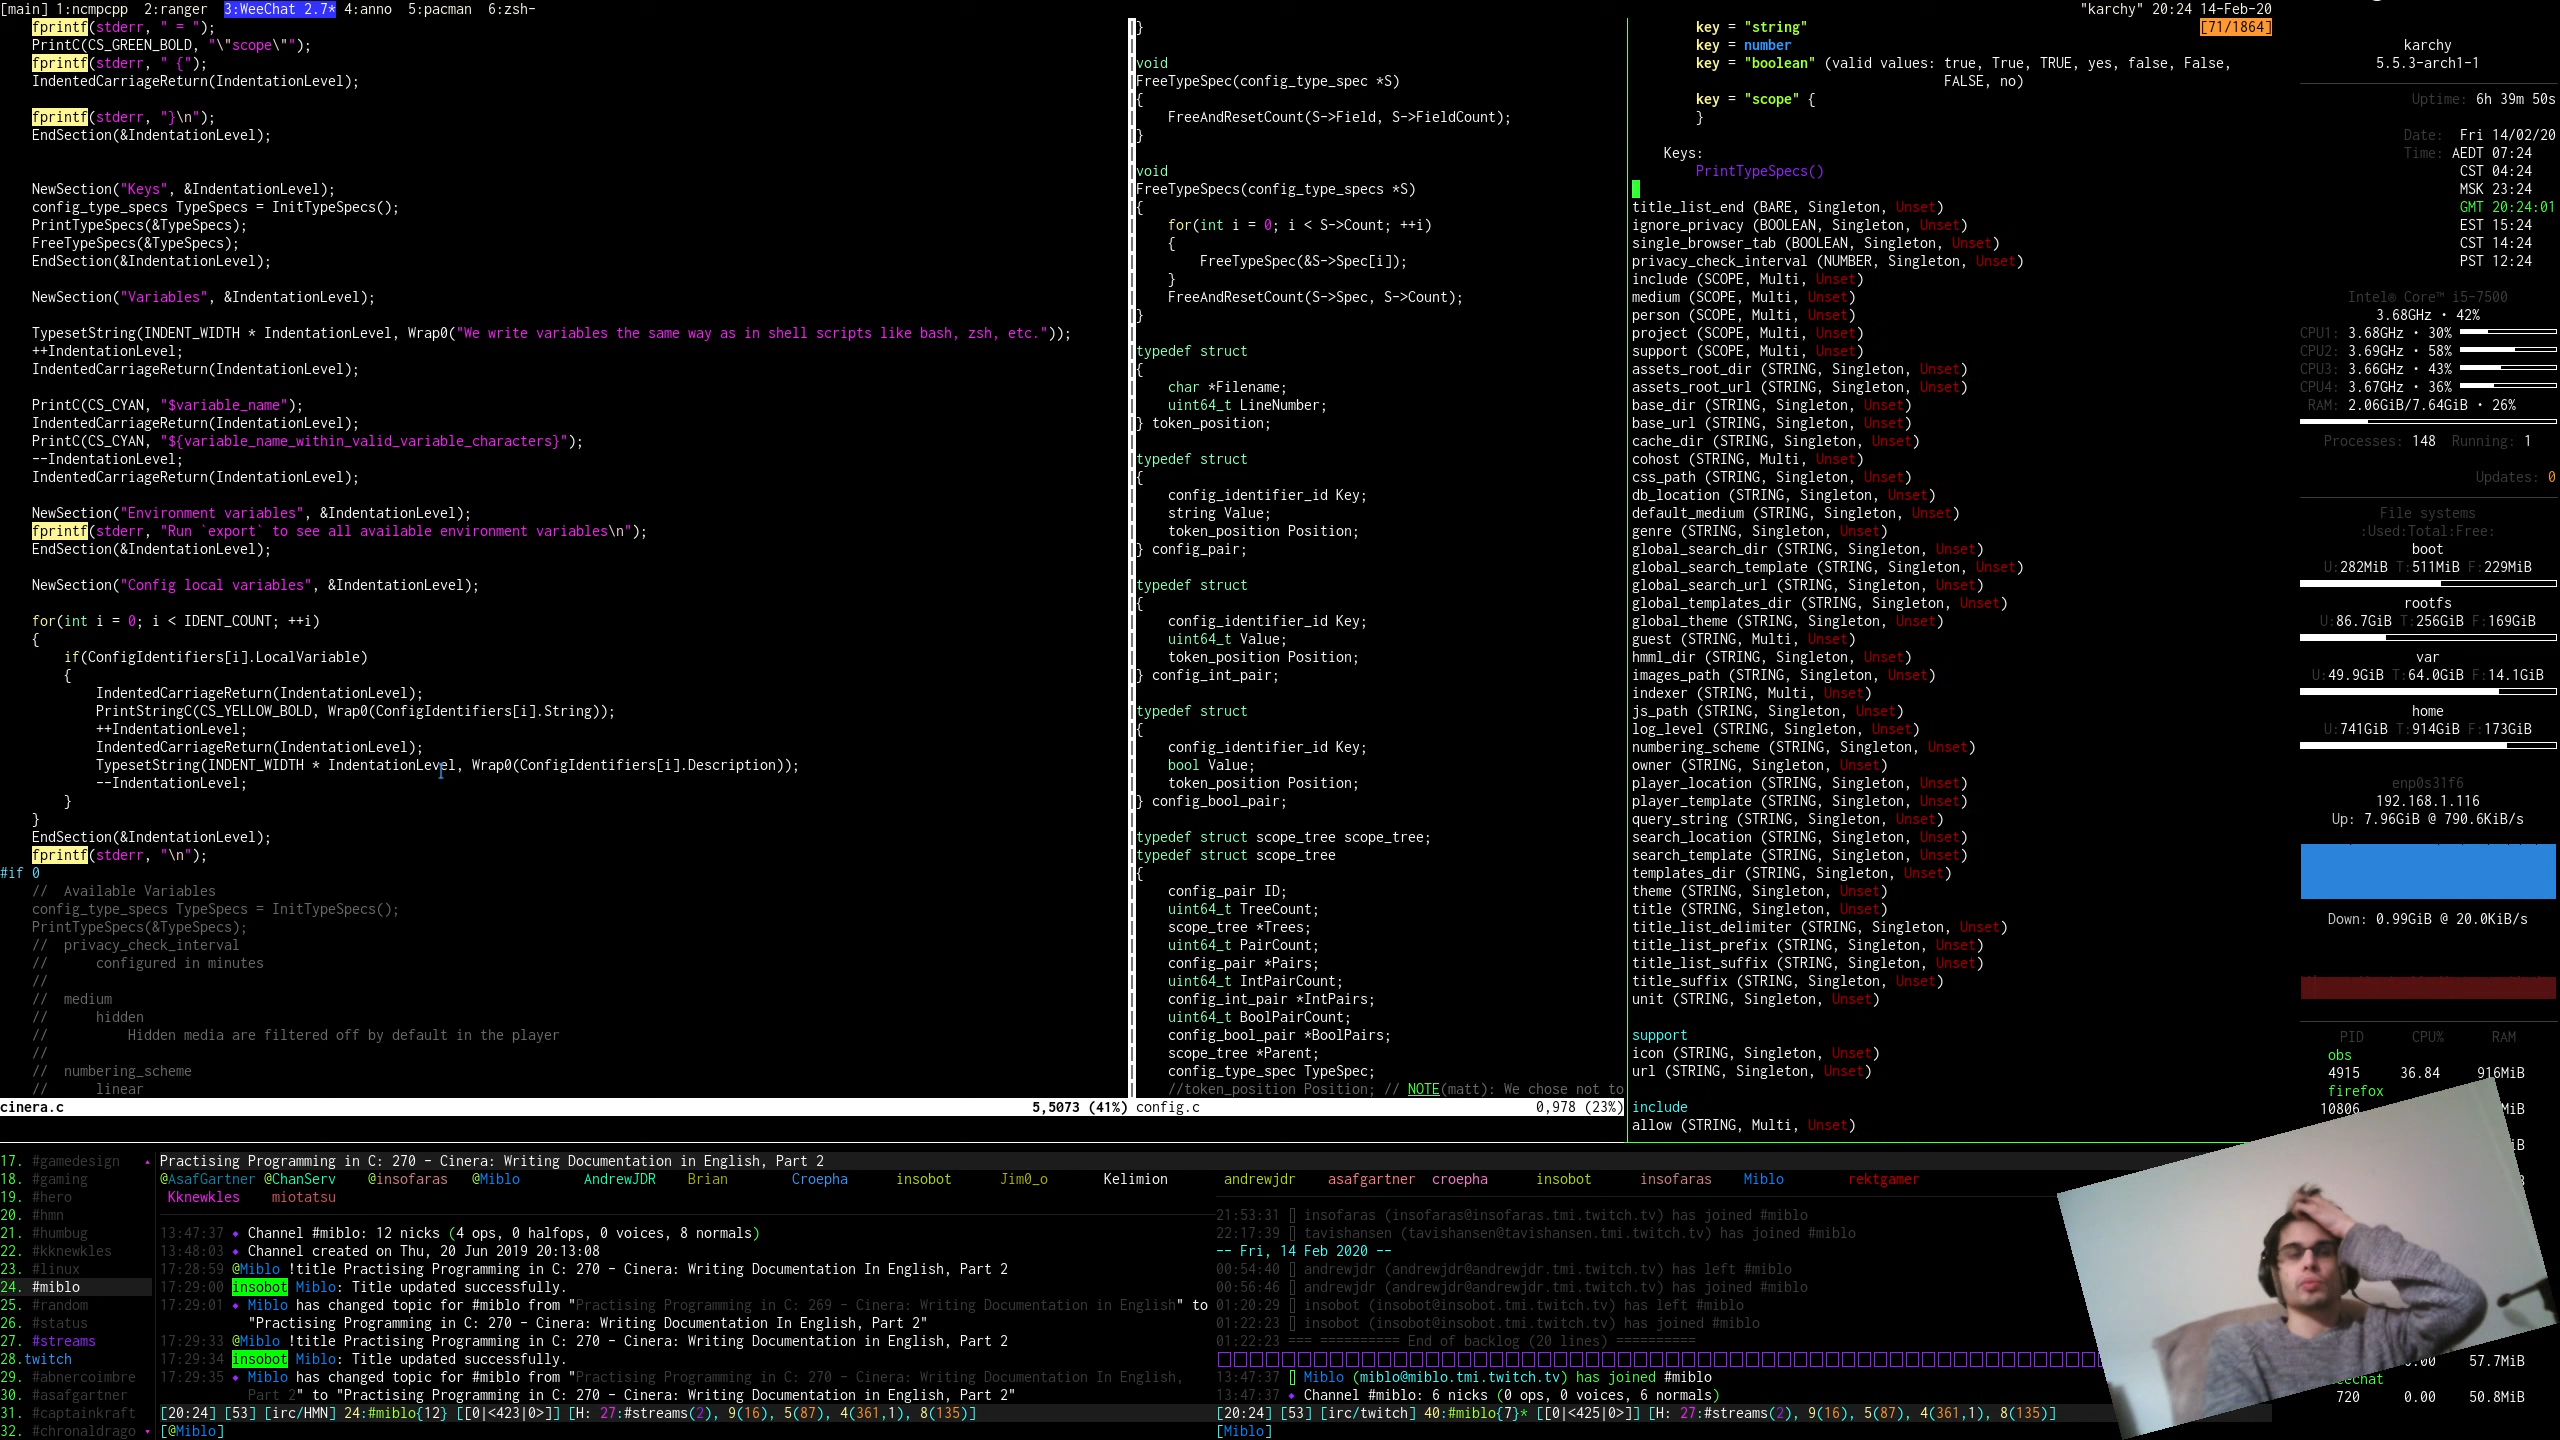 [main] 1:ncmpcpp  2:ranger  3:WeeChat 2.7* 4:anno  5:pacman  6:zsh-
"karchy" 20:24 14-Feb-20
fprintf(stderr, " = ");
PrintC(CS_GREEN_BOLD, "\"scope\"");
fprintf(stderr, " {");
IndentedCarriageReturn(IndentationLevel);
fprintf(stderr, "}\n");
EndSection(&IndentationLevel);
NewSection("Keys", &IndentationLevel);
config_type_specs TypeSpecs = InitTypeSpecs();
PrintTypeSpecs(&TypeSpecs);
FreeTypeSpecs(&TypeSpecs);
EndSection(&IndentationLevel);
NewSection("Variables", &IndentationLevel);
TypesetString(INDENT_WIDTH * IndentationLevel, Wrap0("We write variables the same way as in shell scripts like bash, zsh, etc."));
++IndentationLevel;
IndentedCarriageReturn(IndentationLevel);
PrintC(CS_CYAN, "$variable_name");
IndentedCarriageReturn(IndentationLevel);
PrintC(CS_CYAN, "${variable_name_within_valid_variable_characters}");
--IndentationLevel;
IndentedCarriageReturn(IndentationLevel);
NewSection("Environment variables", &IndentationLevel);
fprintf(stderr, "Run `export` to see all available environment variables\n");
EndSection(&IndentationLevel);
NewSection("Config local variables", &IndentationLevel);
for(int i = 0; i < IDENT_COUNT; ++i)
{
if(ConfigIdentifiers[i].LocalVariable)
{
IndentedCarriageReturn(IndentationLevel);
PrintStringC(CS_YELLOW_BOLD, Wrap0(ConfigIdentifiers[i].String));
++IndentationLevel;
IndentedCarriageReturn(IndentationLevel);
TypesetString(INDENT_WIDTH * IndentationLevel, Wrap0(ConfigIdentifiers[i].Description));
--IndentationLevel;
}
}
EndSection(&IndentationLevel);
fprintf(stderr, "\n");
#if 0
//  Available Variables
config_type_specs TypeSpecs = InitTypeSpecs();
PrintTypeSpecs(&TypeSpecs);
//  privacy_check_interval
//      configured in minutes
//
//  medium
//      hidden
//          Hidden media are filtered off by default in the player
//
//  numbering_scheme
//      linear
cinera.c 5,5073 (41%)
}
void
FreeTypeSpec(config_type_spec *S)
{
FreeAndResetCount(S->Field, S->FieldCount);
}
void
FreeTypeSpecs(config_type_specs *S)
{
for(int i = 0; i < S->Count; ++i)
{
FreeTypeSpec(&S->Spec[i]);
}
FreeAndResetCount(S->Spec, S->Count);
}
typedef struct
{
char *Filename;
uint64_t LineNumber;
} token_position;
typedef struct
{
config_identifier_id Key;
string Value;
token_position Position;
} config_pair;
typedef struct
{
config_identifier_id Key;
uint64_t Value;
token_position Position;
} config_int_pair;
typedef struct
{
config_identifier_id Key;
bool Value;
token_position Position;
} config_bool_pair;
typedef struct scope_tree scope_tree;
typedef struct scope_tree
{
config_pair ID;
uint64_t TreeCount;
scope_tree *Trees;
uint64_t PairCount;
config_pair *Pairs;
uint64_t IntPairCount;
config_int_pair *IntPairs;
uint64_t BoolPairCount;
config_bool_pair *BoolPairs;
scope_tree *Parent;
config_type_spec TypeSpec;
//token_position Position; // NOTE(matt): We chose not to
config.c 0,978 (23%)
key = "string" [71/1864]
key = number
key = "boolean" (valid values: true, True, TRUE, yes, false, False,
FALSE, no)
key = "scope" {
}
Keys:
PrintTypeSpecs()
title_list_end (BARE, Singleton, Unset)
ignore_privacy (BOOLEAN, Singleton, Unset)
single_browser_tab (BOOLEAN, Singleton, Unset)
privacy_check_interval (NUMBER, Singleton, Unset)
include (SCOPE, Multi, Unset)
medium (SCOPE, Multi, Unset)
person (SCOPE, Multi, Unset)
project (SCOPE, Multi, Unset)
support (SCOPE, Multi, Unset)
assets_root_dir (STRING, Singleton, Unset)
assets_root_url (STRING, Singleton, Unset)
base_dir (STRING, Singleton, Unset)
base_url (STRING, Singleton, Unset)
cache_dir (STRING, Singleton, Unset)
cohost (STRING, Multi, Unset)
css_path (STRING, Singleton, Unset)
db_location (STRING, Singleton, Unset)
default_medium (STRING, Singleton, Unset)
genre (STRING, Singleton, Unset)
global_search_dir (STRING, Singleton, Unset)
global_search_template (STRING, Singleton, Unset)
global_search_url (STRING, Singleton, Unset)
global_templates_dir (STRING, Singleton, Unset)
global_theme (STRING, Singleton, Unset)
guest (STRING, Multi, Unset)
hmml_dir (STRING, Singleton, Unset)
images_path (STRING, Singleton, Unset)
indexer (STRING, Multi, Unset)
js_path (STRING, Singleton, Unset)
log_level (STRING, Singleton, Unset)
numbering_scheme (STRING, Singleton, Unset)
owner (STRING, Singleton, Unset)
player_location (STRING, Singleton, Unset)
player_template (STRING, Singleton, Unset)
query_string (STRING, Singleton, Unset)
search_location (STRING, Singleton, Unset)
search_template (STRING, Singleton, Unset)
templates_dir (STRING, Singleton, Unset)
theme (STRING, Singleton, Unset)
title (STRING, Singleton, Unset)
title_list_delimiter (STRING, Singleton, Unset)
title_list_prefix (STRING, Singleton, Unset)
title_list_suffix (STRING, Singleton, Unset)
title_suffix (STRING, Singleton, Unset)
unit (STRING, Singleton, Unset)
support
icon (STRING, Singleton, Unset)
url (STRING, Singleton, Unset)
include
allow (STRING, Multi, Unset)
karchy
5.5.3-arch1-1
Uptime: 6h 39m 50s
Date: Fri 14/02/20
Time: AEDT 07:24
CST 04:24
MSK 23:24
GMT 20:24:01
EST 15:24
CST 14:24
PST 12:24
Intel® Core™ i5-7500
3.68GHz • 42%
CPU1: 3.68GHz • 30%
CPU2: 3.69GHz • 58%
CPU3: 3.66GHz • 43%
CPU4: 3.67GHz • 36%
RAM: 2.06GiB/7.64GiB • 26%
Processes: 148  Running: 1
Updates: 0
File systems
:Used:Total:Free:
boot
U:282MiB T:511MiB F:229MiB
rootfs
U:86.7GiB T:256GiB F:169GiB
var
U:49.9GiB T:64.0GiB F:14.1GiB
home
U:741GiB T:914GiB F:173GiB
enp0s31f6
192.168.1.116
Up: 7.96GiB @ 790.6KiB/s
Down: 0.99GiB @ 20.0KiB/s
PID CPU% RAM
obs
4915 36.84 916MiB
firefox
10806 MiB
57.7MiB
720 0.00 50.8MiB
17. #gamedesign
18. #gaming
19. #hero
20. #hmn
21. #humbug
22. #kknewkles
23. #linux
24. #miblo
25. #random
26. #status
27. #streams
28.twitch
29. #abnercoimbre
30. #asafgartner
31. #captainkraft
32. #chronaldrago
Practising Programming in C: 270 - Cinera: Writing Documentation in English, Part 2
@AsafGartner @ChanServ @insofaras @Miblo AndrewJDR Brian Croepha insobot Jim0_o Kelimion
Kknewkles miotatsu
13:47:37 ◆ Channel #miblo: 12 nicks (4 ops, 0 halfops, 0 voices, 8 normals)
13:48:03 ◆ Channel created on Thu, 20 Jun 2019 20:13:08
17:28:59 @Miblo !title Practising Programming in C: 270 - Cinera: Writing Documentation In English, Part 2
17:29:00 insobot Miblo: Title updated successfully.
17:29:01 ◆ Miblo has changed topic for #miblo from "Practising Programming in C: 269 - Cinera: Writing Documentation in English" to
"Practising Programming in C: 270 - Cinera: Writing Documentation In English, Part 2"
17:29:33 @Miblo !title Practising Programming in C: 270 - Cinera: Writing Documentation in English, Part 2
17:29:34 insobot Miblo: Title updated successfully.
17:29:35 ◆ Miblo has changed topic for #miblo from "Practising Programming in C: 270 - Cinera: Writing Documentation In English,
Part 2" to "Practising Programming in C: 270 - Cinera: Writing Documentation in English, Part 2"
[20:24] [53] [irc/HMN] 24:#miblo{12} [[0|<423|0>]] [H: 27:#streams(2), 9(16), 5(87), 4(361,1), 8(135)]
[@Miblo]
andrewjdr asafgartner croepha insobot insofaras Miblo rektgamer
21:53:31 insofaras (insofaras@insofaras.tmi.twitch.tv) has joined #miblo
22:17:39 tavishansen (tavishansen@tavishansen.tmi.twitch.tv) has joined #miblo
-- Fri, 14 Feb 2020 --
00:54:40 andrewjdr (andrewjdr@andrewjdr.tmi.twitch.tv) has left #miblo
00:56:46 andrewjdr (andrewjdr@andrewjdr.tmi.twitch.tv) has joined #miblo
01:20:29 insobot (insobot@insobot.tmi.twitch.tv) has left #miblo
01:22:23 insobot (insobot@insobot.tmi.twitch.tv) has joined #miblo
01:22:23 === ========== End of backlog (20 lines) ==========
13:47:37 Miblo (miblo@miblo.tmi.twitch.tv) has joined #miblo
13:47:37 ◆ Channel #miblo: 6 nicks (0 ops, 0 voices, 6 normals)
[20:24] [53] [irc/twitch] 40:#miblo{7}* [[0|<425|0>]] [H: 27:#streams(2), 9(16), 5(87), 4(361,1), 8(135)]
[Miblo]